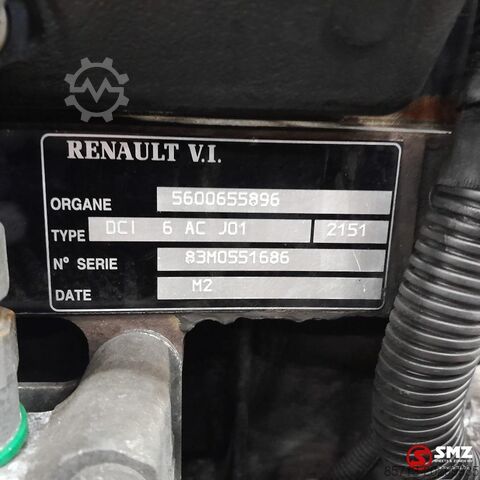 RENAULT V.I.
ORGANE 5600655896
TYPE DCI 6 AC J01 2151
N° SERIE 83M0551686
DATE M2
SMZ